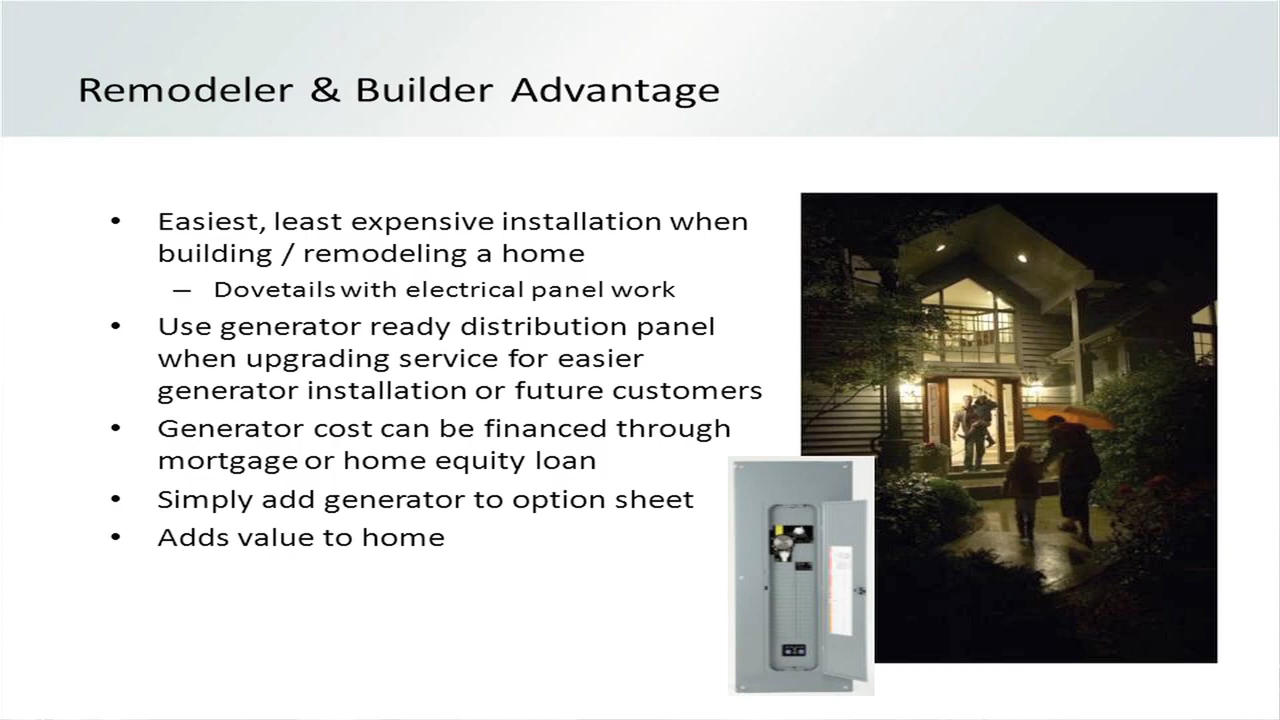 Remodeler & Builder Advantage
• Easiest, least expensive installation when
building / remodeling a home
– Dovetails with electrical panel work
• Use generator ready distribution panel
when upgrading service for easier
generator installation or future customers
• Generator cost can be financed through
mortgage or home equity loan
• Simply add generator to option sheet
• Adds value to home